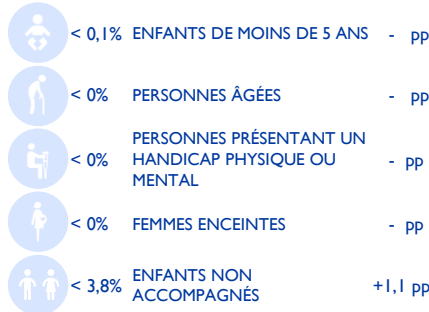 < 0,1% ENFANTS DE MOINS DE 5 ANS - pp
< 0% PERSONNES ÂGÉES - pp
PERSONNES PRÉSENTANT UN
< 0% HANDICAP PHYSIQUE OU - pp
MENTAL
< 0% FEMMES ENCEINTES - pp
< 3,8% ENFANTS NON +1,1 pp
ACCOMPAGNÉS